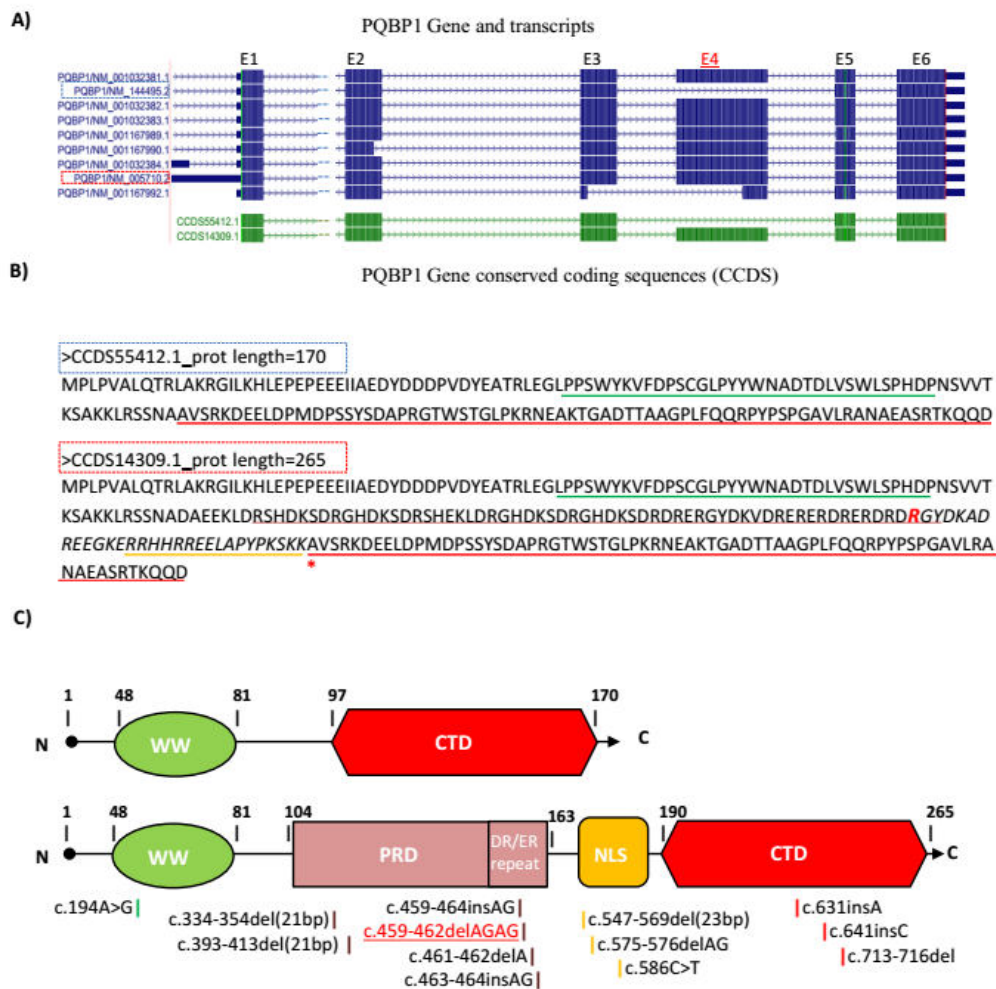 A)
PQBP1 Gene and transcripts
E1 E2 E3 E4 E5 E6
PQBP1/NM_001032381.1
PQBP1/NM_144495.2
PQBP1/NM_001032382.1
PQBP1/NM_001032383.1
PQBP1/NM_001167989.1
PQBP1/NM_001167990.1
PQBP1/NM_001032384.1
PQBP1/NM_005710.2
PQBP1/NM_001167992.1
CCDS55412.1
CCDS14309.1
B)
PQBP1 Gene conserved coding sequences (CCDS)
>CCDS55412.1_prot length=170
MPLPVALQTRLAKRGILKHLEPEPEEEIIAEDYDDDPVDYEATRLEGLPPSWYKVFDPSCGLPYYWNADTDLVSWLSPHDPNSVVT
KSAKKLRSSNAAVSRKDEELDPMDPSSYSDAPRGTWSTGLPKRNEAKTGADTTAAGPLFQQRPYPSPGAVLRANAEASRTKQQD
>CCDS14309.1_prot length=265
MPLPVALQTRLAKRGILKHLEPEPEEEIIAEDYDDDPVDYEATRLEGLPPSWYKVFDPSCGLPYYWNADTDLVSWLSPHDPNSVVT
KSAKKLRSSNADAEEKLDRSHDKSDRGHDKSDRSHEKLDRGHDKSDRGHDKSDRDRERGYDKVDRERERDRERDRDRGYDKAD
REEGKERRHHRREELAPYPKSKKAVSRKDEELDPMDPSSYSDAPRGTWSTGLPKRNEAKTGADTTAAGPLFQQRPYPSPGAVLRA
*
NAEASRTKQQD
C)
1 48 81 97 170
N WW CTD C
1 48 81 104 163 190 265
N WW PRD DR/ER repeat NLS CTD C
c.194A>G c.334-354del(21bp) c.459-464insAG c.547-569del(23bp) c.631insA
c.393-413del(21bp) c.459-462delAGAG c.575-576delAG c.641insC
c.461-462delA c.586C>T c.713-716del
c.463-464insAG